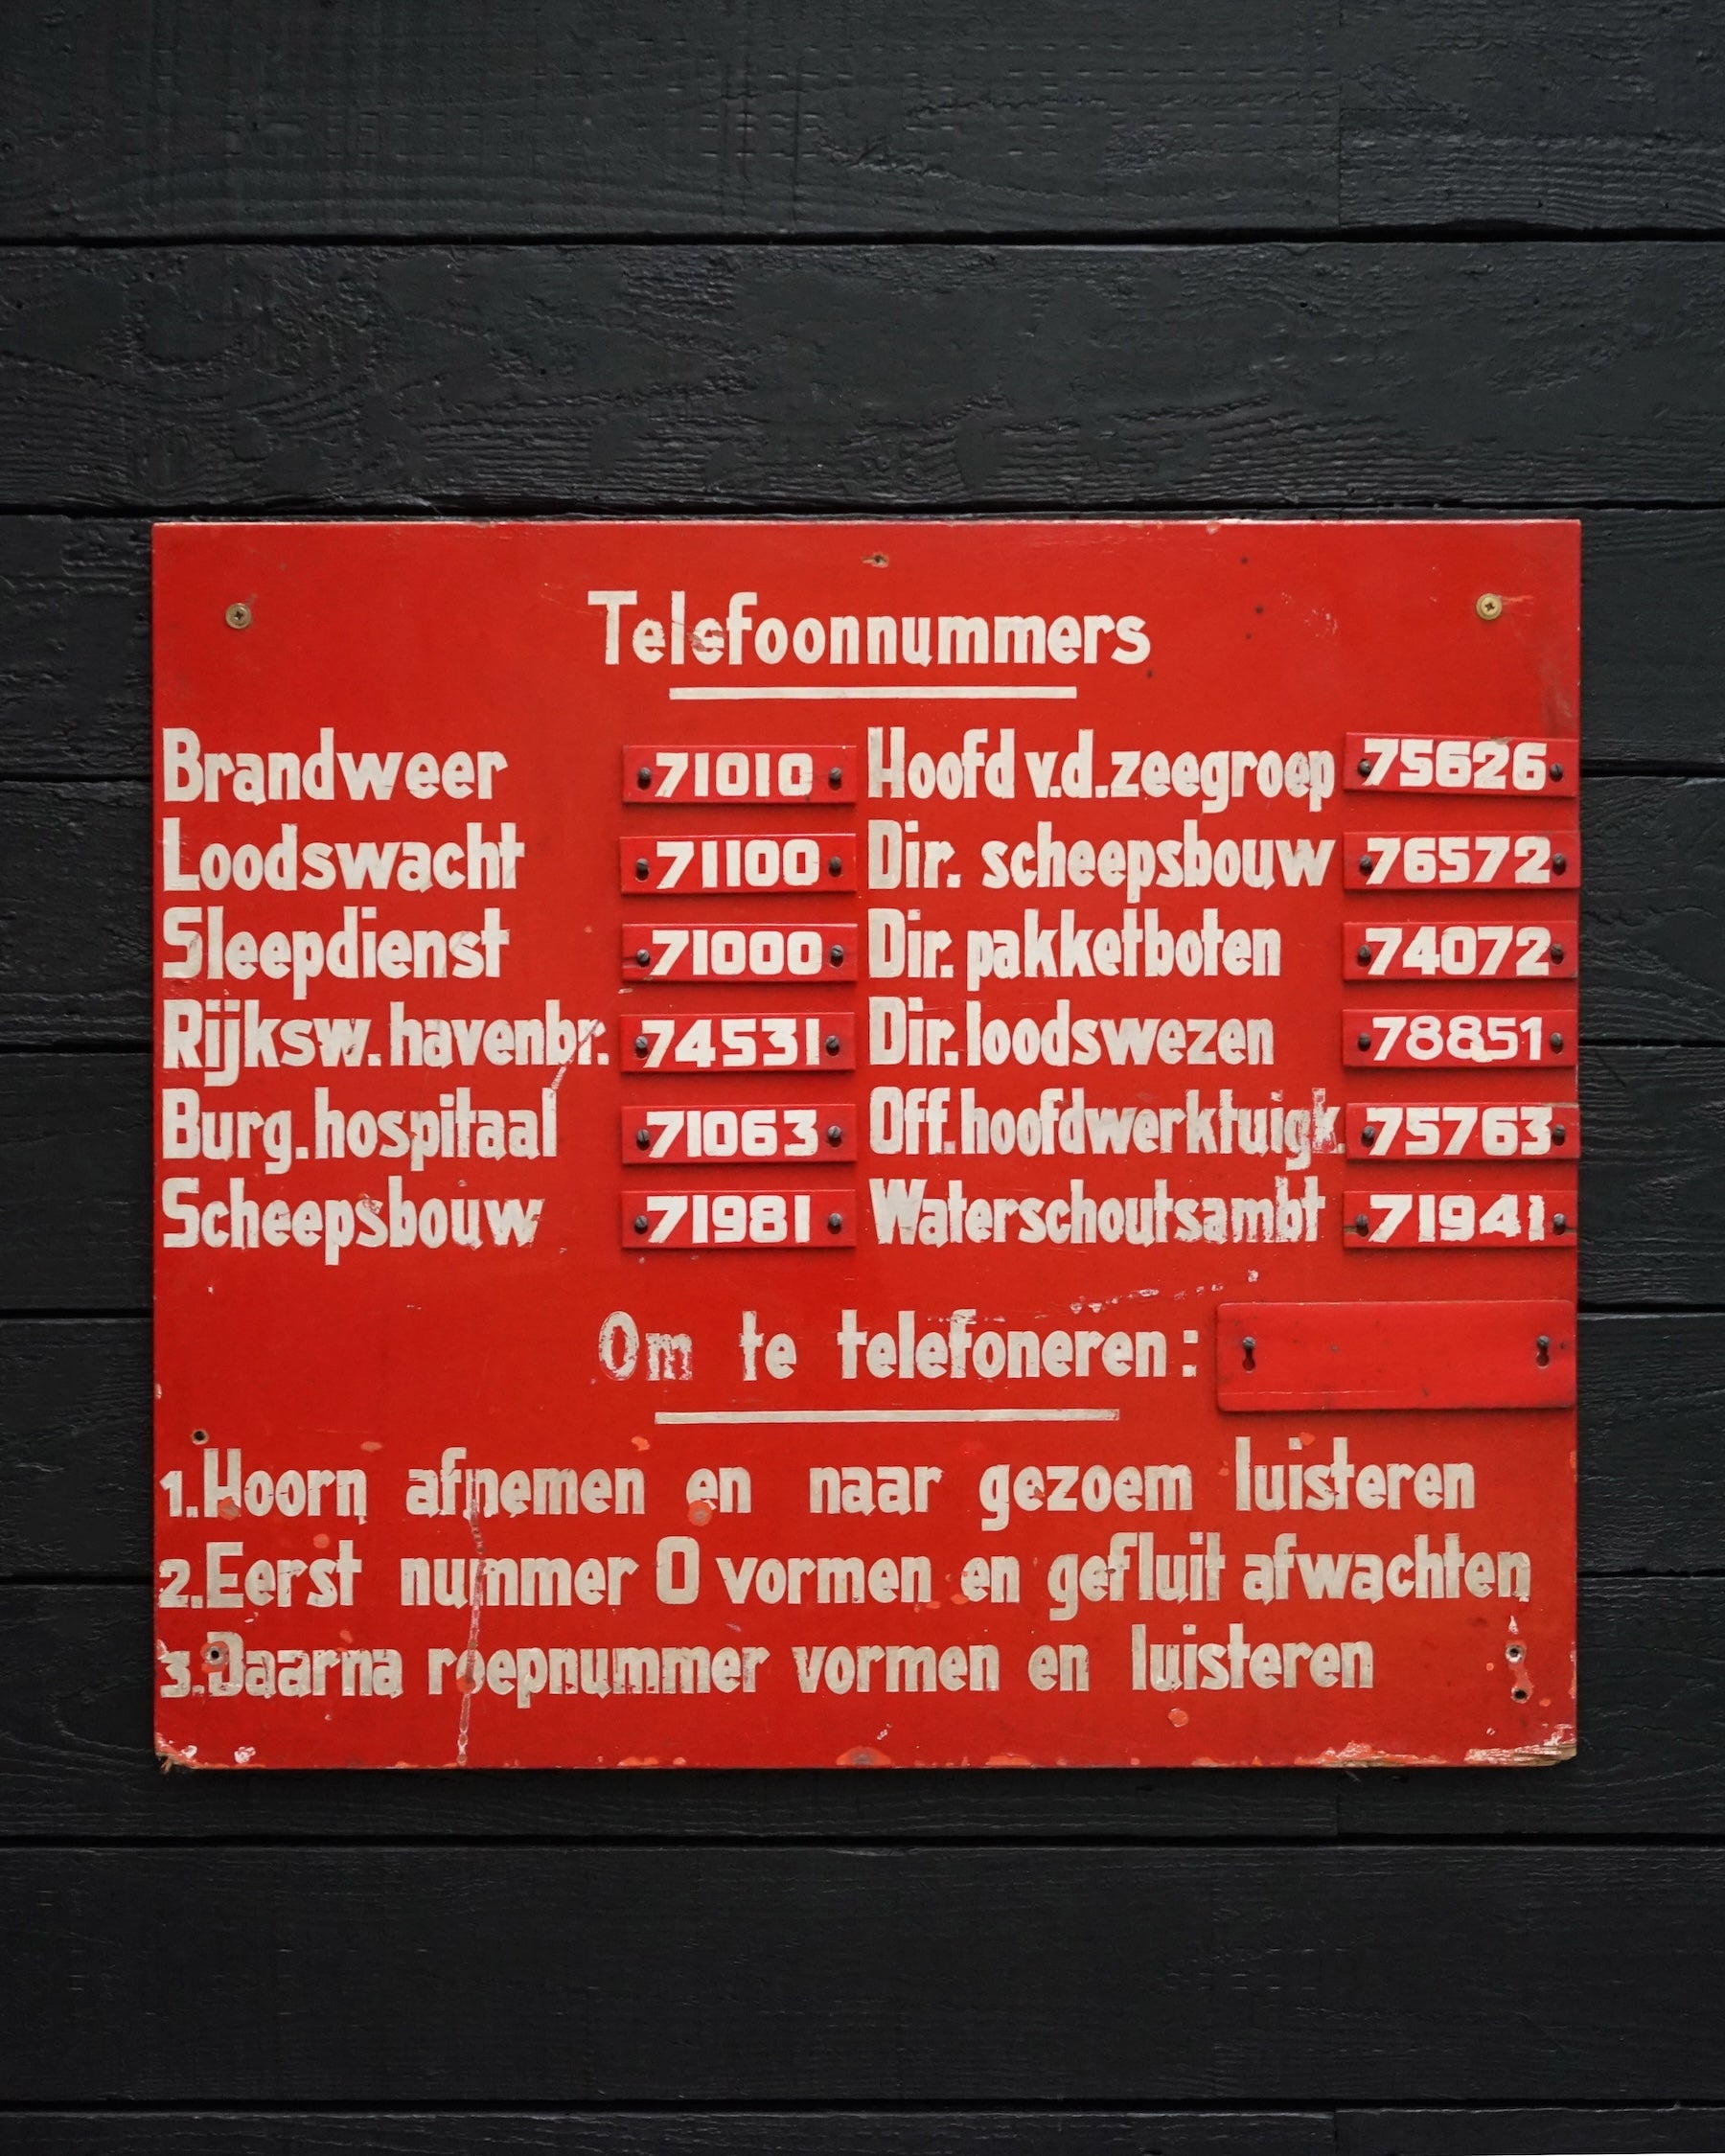 Telefoonnummers
Brandweer 71010 Hoofd v.d. zeegroep 75626
Loodswacht 71100 Dir. scheepsbouw 76572
Sleepdienst 71000 Dir. pakketboten 74072
Rijksw. havenbr. 74531 Dir. loodswezen 78851
Burg. hospitaal 71063 Off. hoofdwerktuigk. 75763
Scheepsbouw 71981 Waterschoutsambt 71941
Om te telefoneren:
1. Hoorn afnemen en naar gezoem luisteren
2. Eerst nummer 0 vormen en gefluit afwachten
3. Daarna roepnummer vormen en luisteren